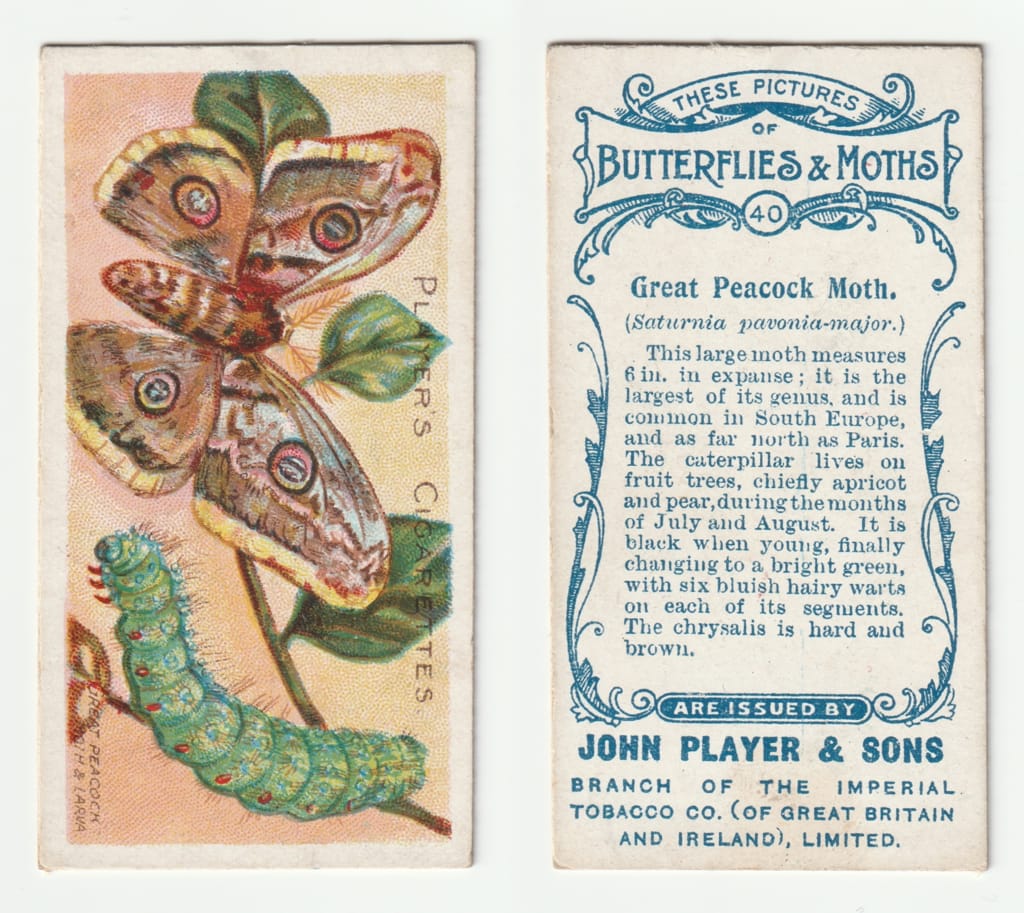 PLAYER'S CIGARETTES
GREAT PEACOCK
MOTH & LARVA
THESE PICTURES
OF
BUTTERFLIES & MOTHS
40
Great Peacock Moth.
(Saturnia pavonia-major.)
This large moth measures
6 in. in expanse; it is the
largest of its genus, and is
common in South Europe,
and as far north as Paris.
The caterpillar lives on
fruit trees, chiefly apricot
and pear, during the months
of July and August. It is
black when young, finally
changing to a bright green,
with six bluish hairy warts
on each of its segments.
The chrysalis is hard and
brown.
ARE ISSUED BY
JOHN PLAYER & SONS
BRANCH OF THE IMPERIAL
TOBACCO CO. (OF GREAT BRITAIN
AND IRELAND), LIMITED.